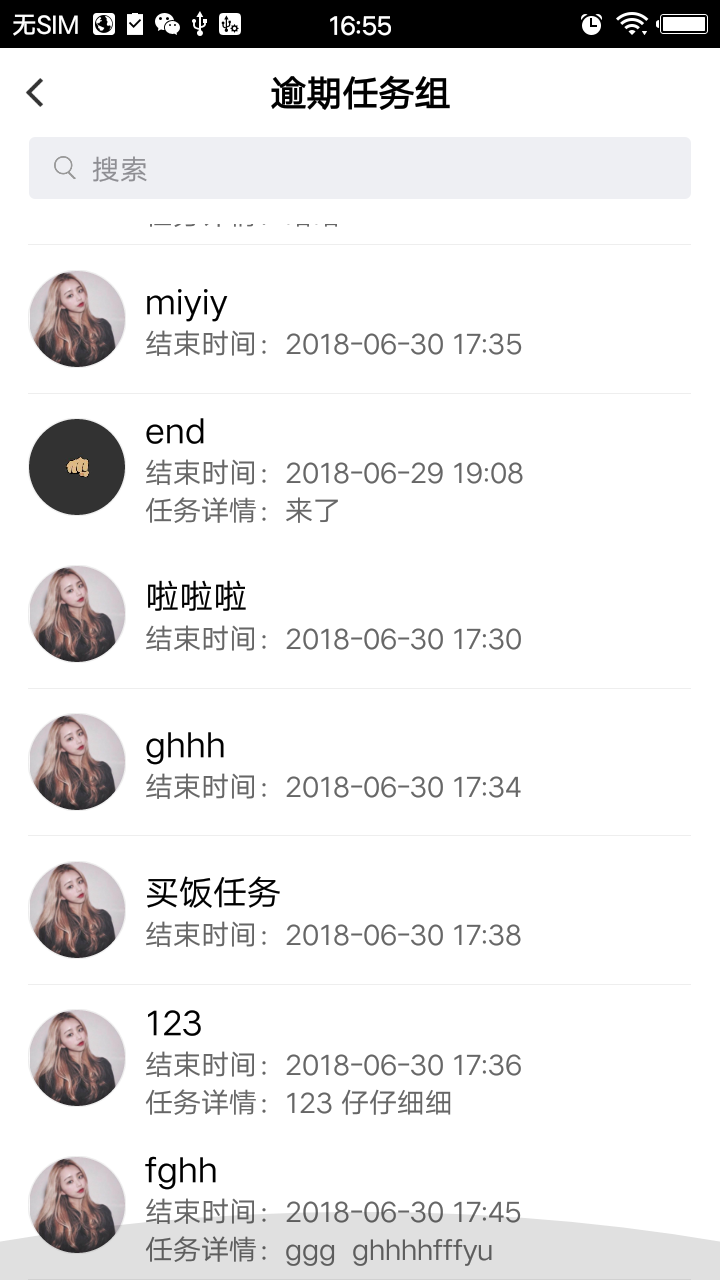 无SIM
16:55
逾期任务组
搜索
miyiy
结束时间：2018-06-30 17:35
end
结束时间：2018-06-29 19:08
任务详情：来了
啦啦啦
结束时间：2018-06-30 17:30
ghhh
结束时间：2018-06-30 17:34
买饭任务
结束时间：2018-06-30 17:38
123
结束时间：2018-06-30 17:36
任务详情：123 仔仔细细
fghh
结束时间：2018-06-30 17:45
任务详情：ggg  ghhhhfffyu